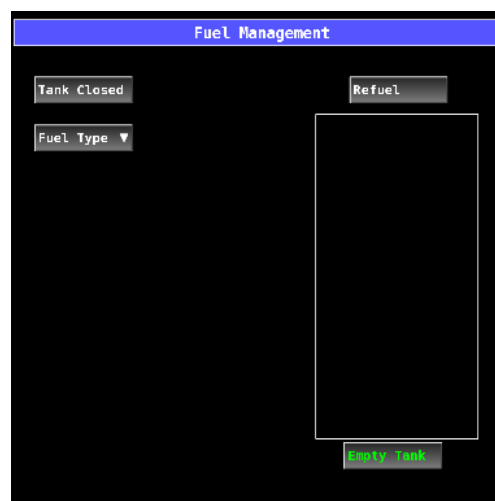 Fuel Management
Tank Closed
Refuel
Fuel Type ▼
Empty Tank